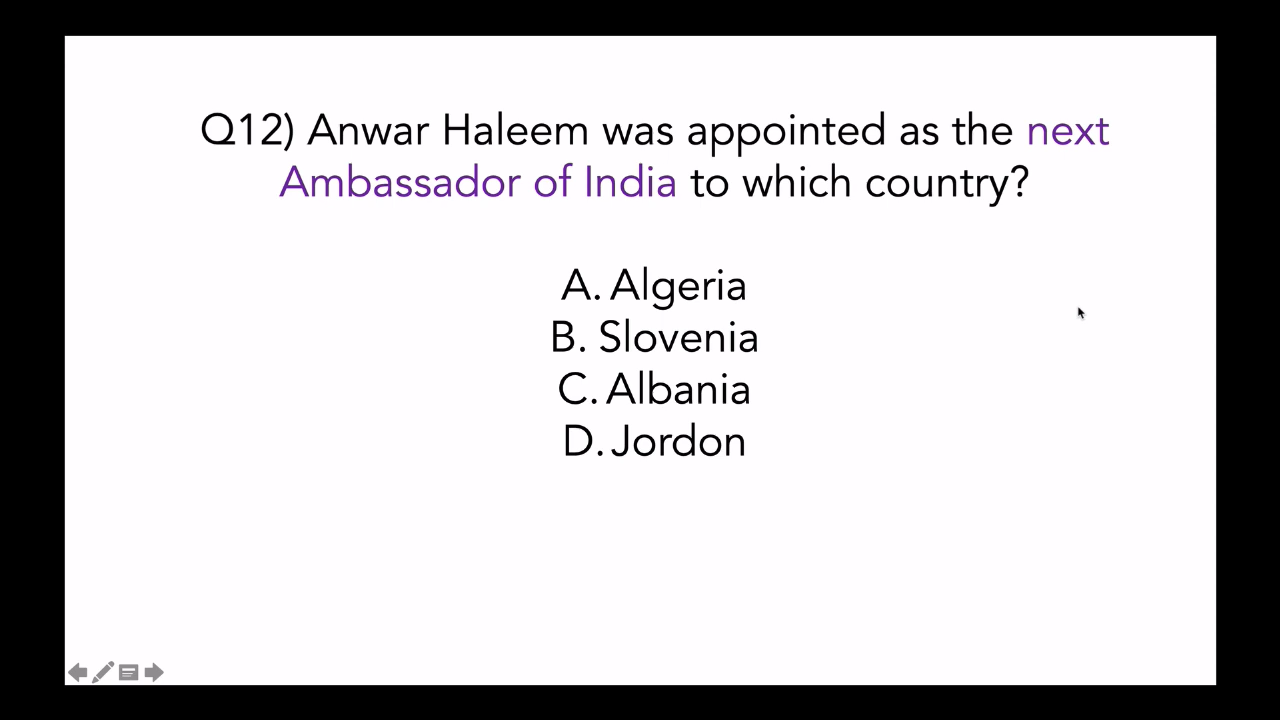 Q12) Anwar Haleem was appointed as the next
Ambassador of India to which country?
A. Algeria
B. Slovenia
C. Albania
D. Jordon